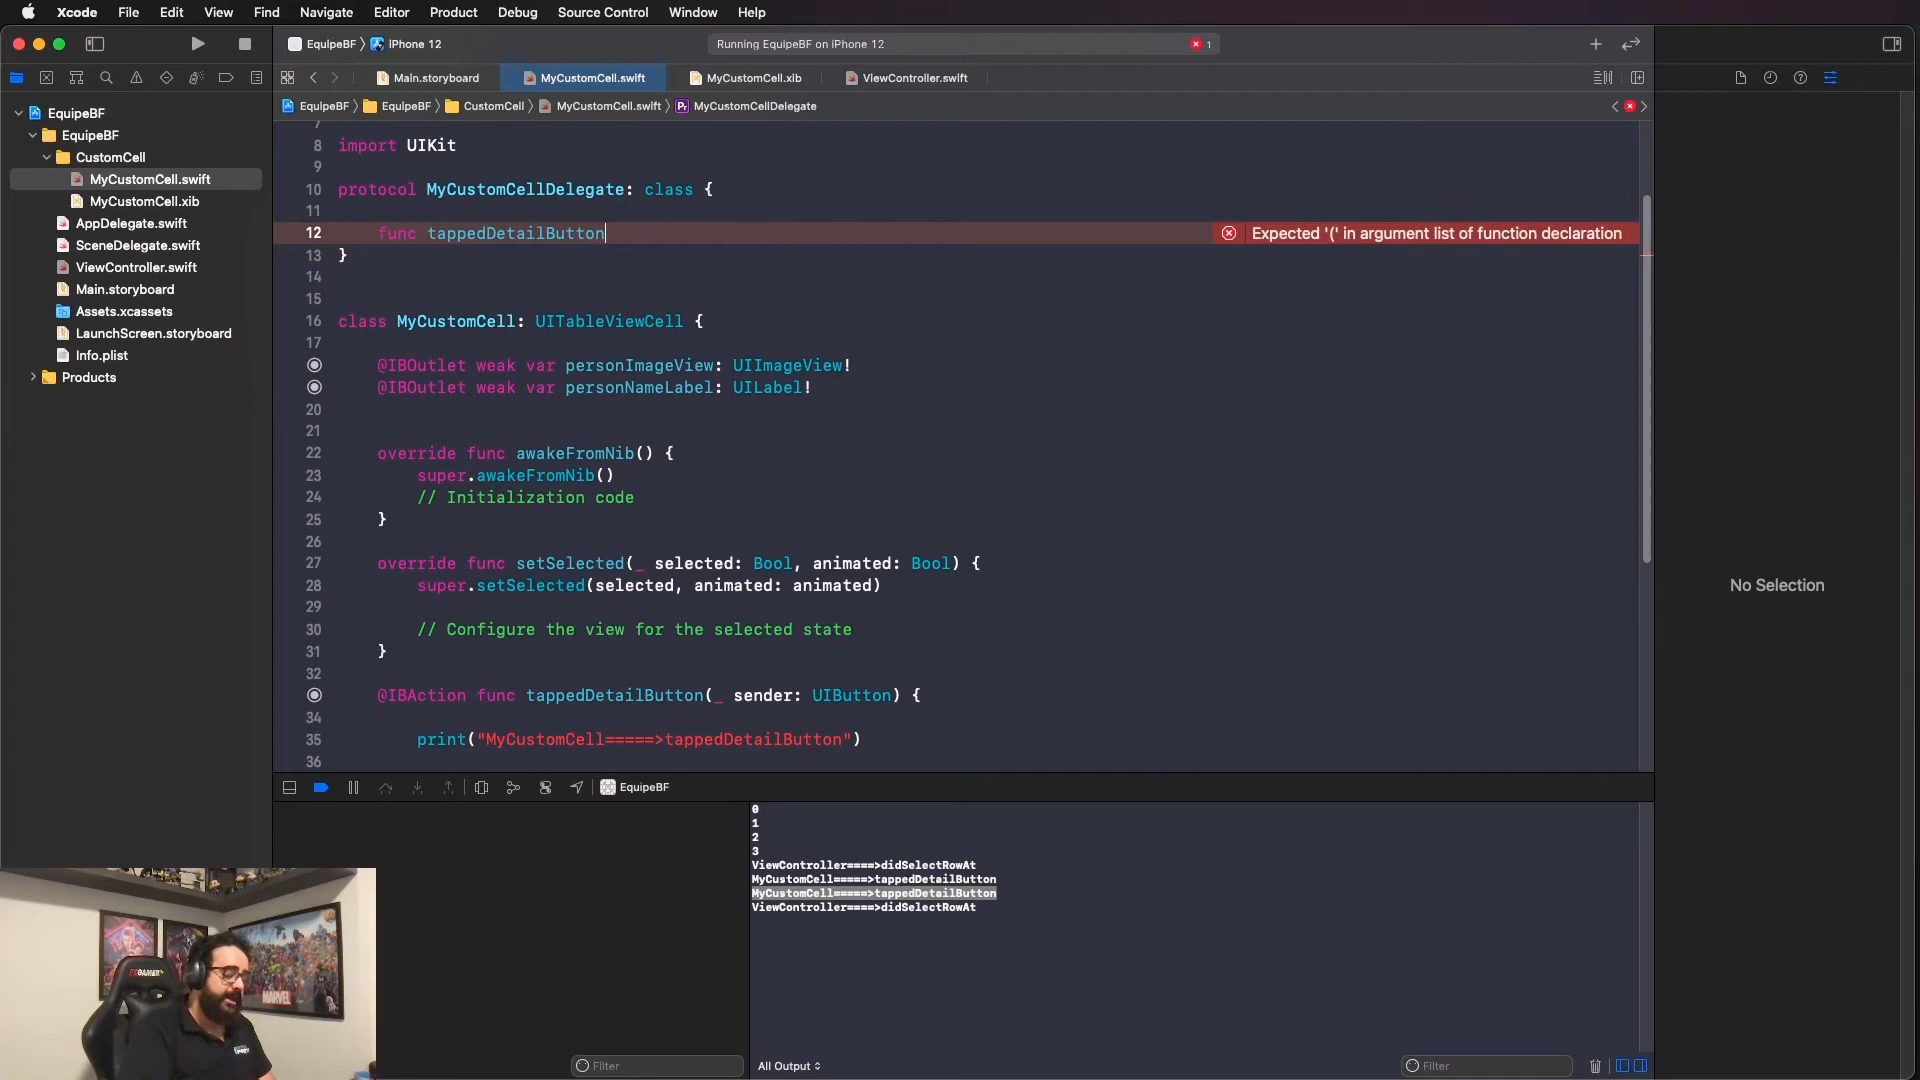 Xcode File Edit View Find Navigate Editor Product Debug Source Control Window Help
EquipeBF iPhone 12 Running EquipeBF on iPhone 12 1
Main.storyboard MyCustomCell.swift MyCustomCell.xib ViewController.swift
EquipeBF EquipeBF CustomCell MyCustomCell.swift Pr MyCustomCellDelegate
EquipeBF
EquipeBF
CustomCell
MyCustomCell.swift
MyCustomCell.xib
AppDelegate.swift
SceneDelegate.swift
ViewController.swift
Main.storyboard
Assets.xcassets
LaunchScreen.storyboard
Info.plist
Products
7
8 import UIKit
9
10 protocol MyCustomCellDelegate: class {
11
12 func tappedDetailButton
Expected '(' in argument list of function declaration
13 }
14
15
16 class MyCustomCell: UITableViewCell {
17
@IBOutlet weak var personImageView: UIImageView!
@IBOutlet weak var personNameLabel: UILabel!
20
21
22 override func awakeFromNib() {
23 super.awakeFromNib()
24 // Initialization code
25 }
26
27 override func setSelected(_ selected: Bool, animated: Bool) {
28 super.setSelected(selected, animated: animated)
29
30 // Configure the view for the selected state
31 }
32
@IBAction func tappedDetailButton(_ sender: UIButton) {
34
35 print("MyCustomCell=====>tappedDetailButton")
36
No Selection
EquipeBF
0
1
2
3
ViewController====>didSelectRowAt
MyCustomCell=====>tappedDetailButton
MyCustomCell=====>tappedDetailButton
ViewController====>didSelectRowAt
Filter All Output Filter
MARVEL